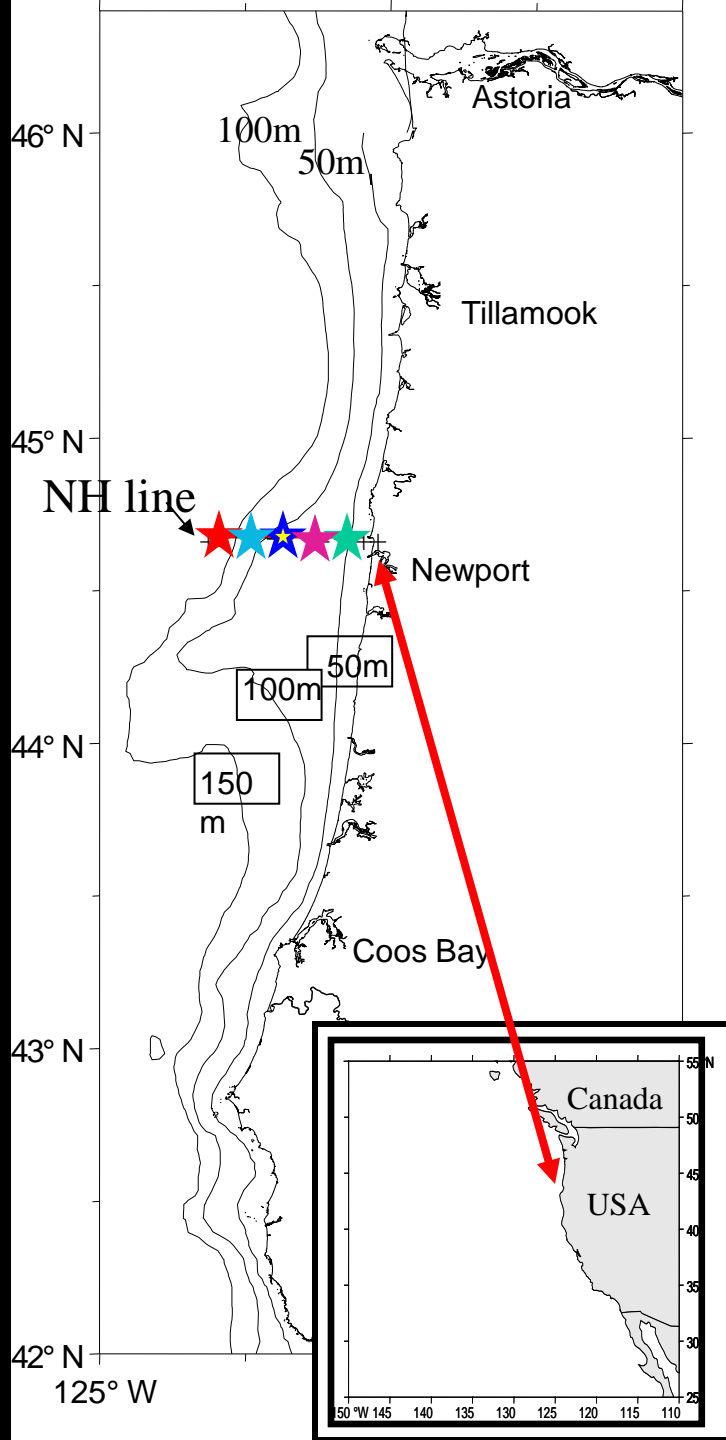 Astoria
46° N
100m
50m
Tillamook
45° N
NH line
Newport
50m
100m
44° N
150
m
Coos Bay
43° N
42° N
125° W
55°N
Canada
50
45
USA
40
35
30
25
150 °W 145 140 135 130 125 120 115 110